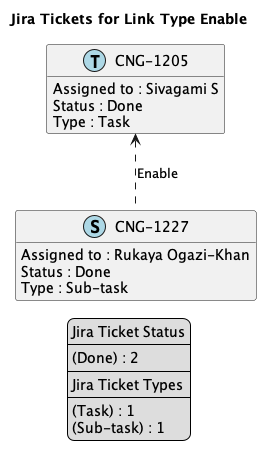 Jira Tickets for Link Type Enable
T CNG-1205
Assigned to : Sivagami S
Status : Done
Type : Task
Enable
S CNG-1227
Assigned to : Rukaya Ogazi-Khan
Status : Done
Type : Sub-task
Jira Ticket Status
(Done) : 2
Jira Ticket Types
(Task) : 1
(Sub-task) : 1